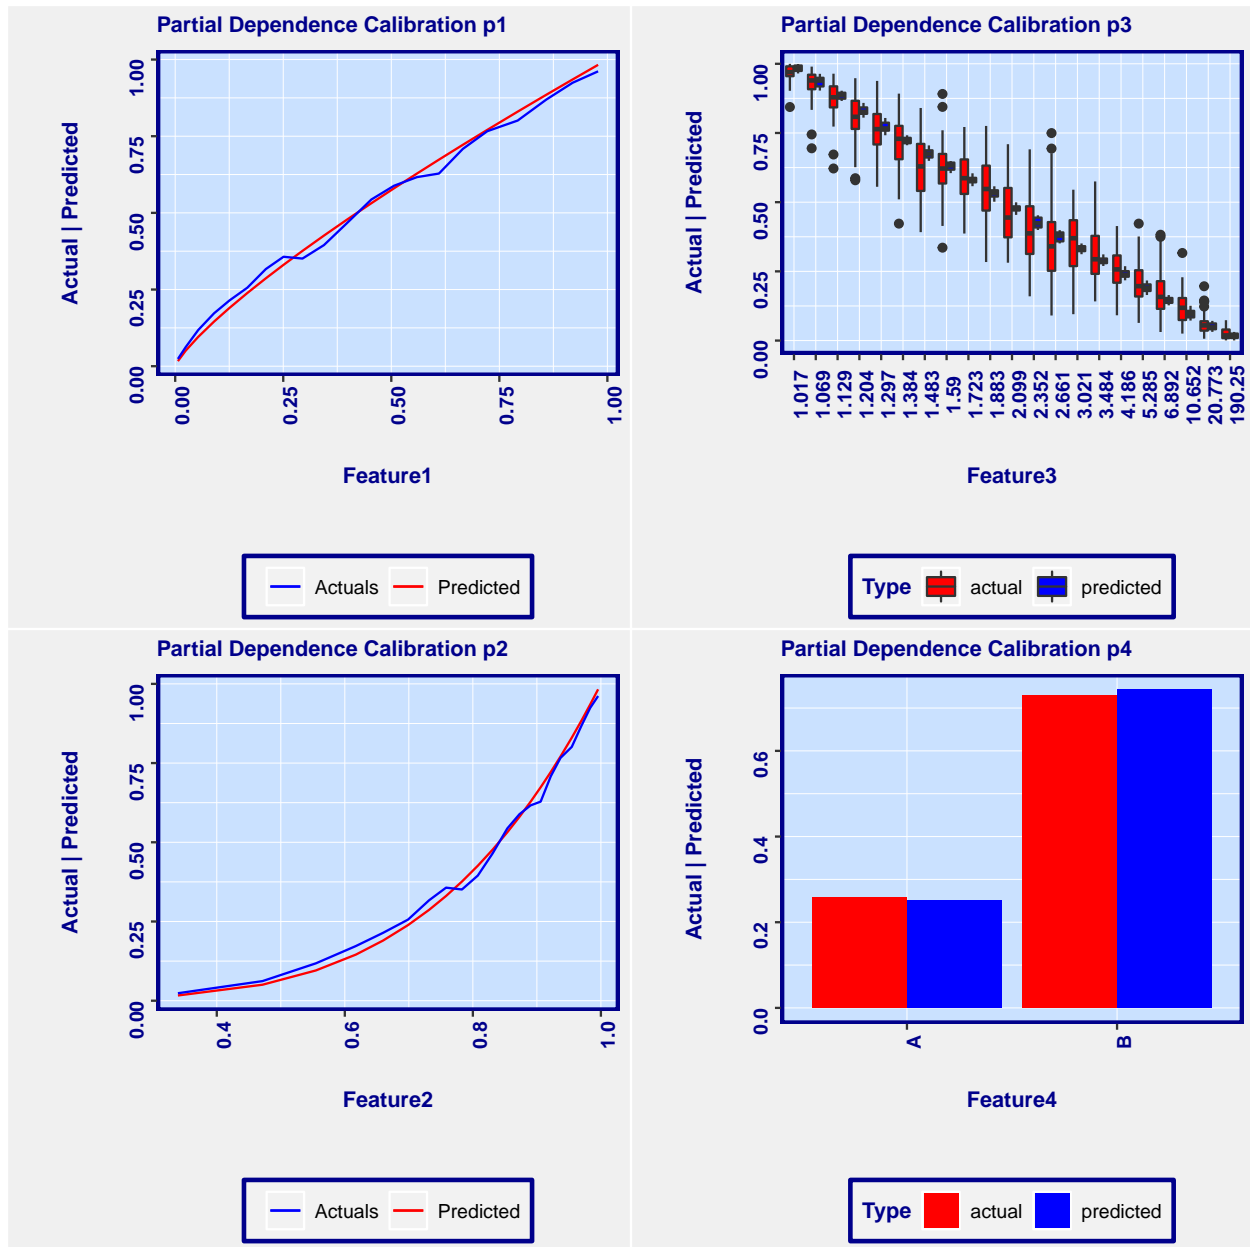 Partial Dependence Calibration p1
Actual | Predicted
1.00
0.75
0.50
0.25
0.00
0.00
0.25
0.50
0.75
1.00
Feature1
Actuals
Predicted
Partial Dependence Calibration p3
Actual | Predicted
1.00
0.75
0.50
0.25
0.00
1.017
1.069
1.129
1.204
1.297
1.384
1.483
1.59
1.723
1.883
2.099
2.352
2.661
3.021
3.484
4.186
5.285
6.892
10.652
20.773
190.25
Feature3
Type
actual
predicted
Partial Dependence Calibration p2
Actual | Predicted
1.00
0.75
0.50
0.25
0.00
0.4
0.6
0.8
1.0
Feature2
Actuals
Predicted
Partial Dependence Calibration p4
Actual | Predicted
0.6
0.4
0.2
0.0
A
B
Feature4
Type
actual
predicted